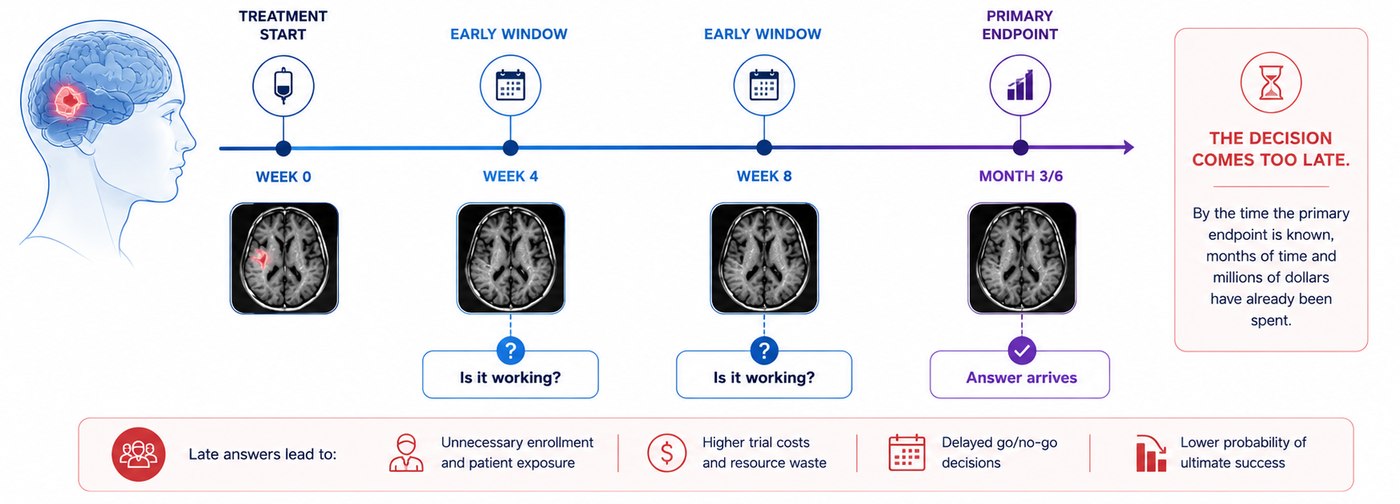 TREATMENT
START
EARLY WINDOW
EARLY WINDOW
PRIMARY
ENDPOINT
WEEK 0
WEEK 4
WEEK 8
MONTH 3/6
?
Is it working?
?
Is it working?
Answer arrives
THE DECISION
COMES TOO LATE.
By the time the primary
endpoint is known,
months of time and
millions of dollars
have already been
spent.
Late answers lead to:
Unnecessary enrollment
and patient exposure
$
Higher trial costs
and resource waste
Delayed go/no-go
decisions
Lower probability of
ultimate success